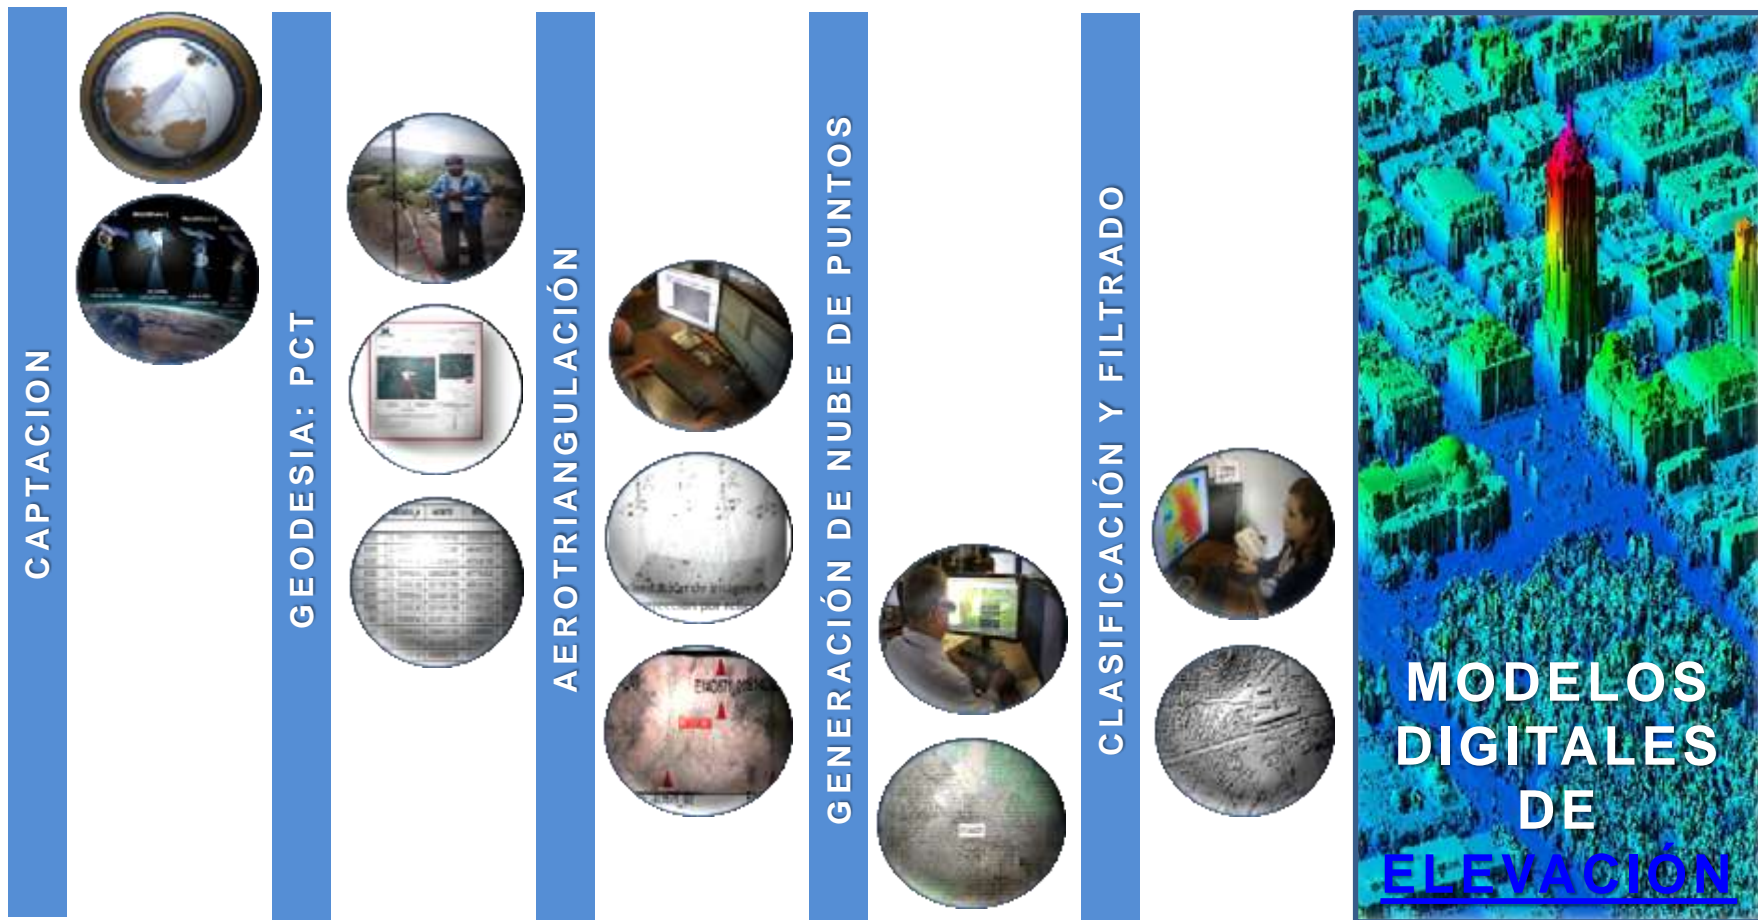 CAPTACION
GEODESIA: PCT
AEROTRIANGULACIÓN
GENERACIÓN DE NUBE DE PUNTOS
CLASIFICACIÓN Y FILTRADO
MODELOS
DIGITALES
DE
ELEVACIÓN